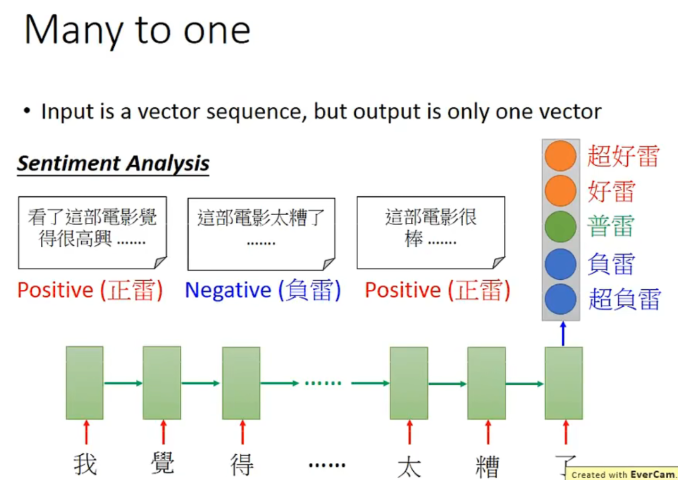 Many to one
• Input is a vector sequence, but output is only one vector
Sentiment Analysis
看了這部電影覺
得很高興 .......
Positive (正雷)
這部電影太糟了
.......
Negative (負雷)
這部電影很
棒 .......
Positive (正雷)
超好雷
好雷
普雷
負雷
超負雷
......
我 覺 得 ...... 太 糟 了
Created with EverCam.